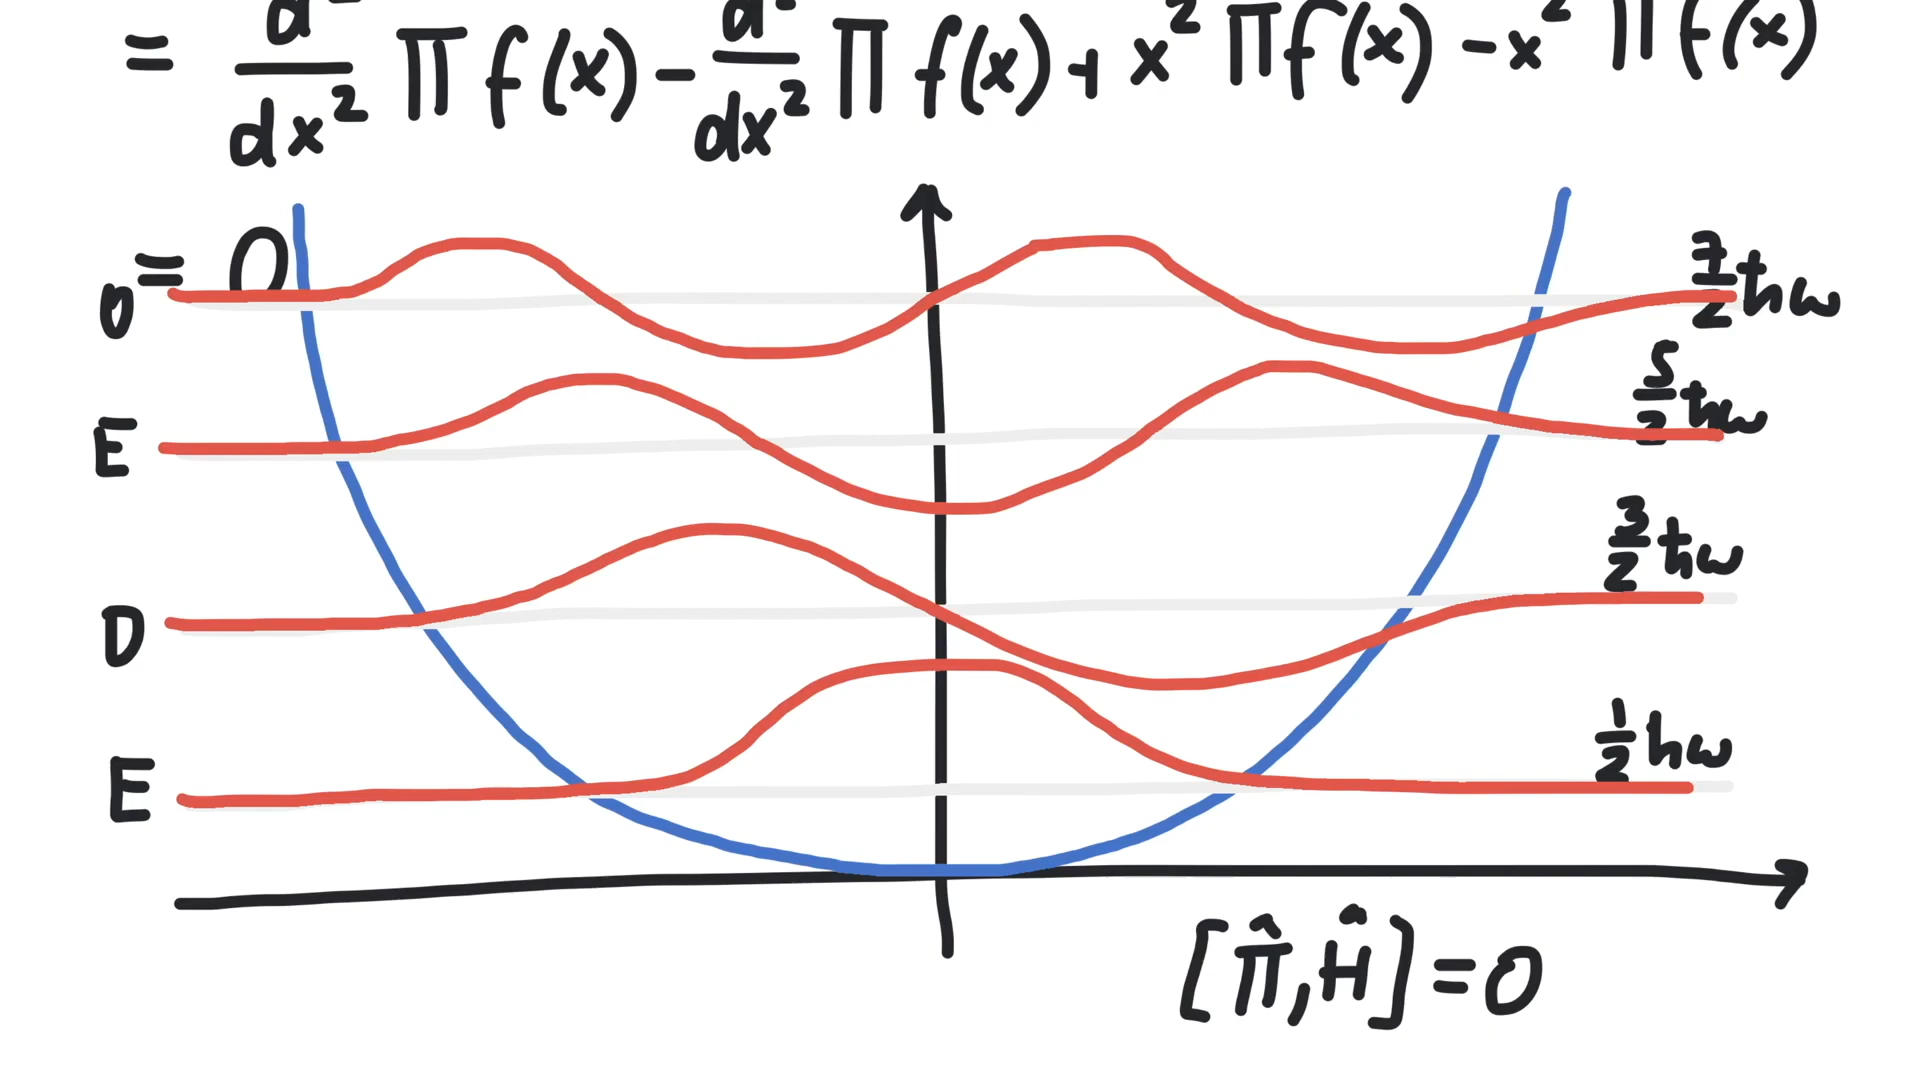 = d²/dx² Π f(x) - d²/dx² Π f(x) + x² Π f(x) - x² Π f(x)
= 0
O 7/2 ħω
E 5/2 ħω
D 3/2 ħω
E 1/2 ħω
[Π̂, Ĥ] = 0